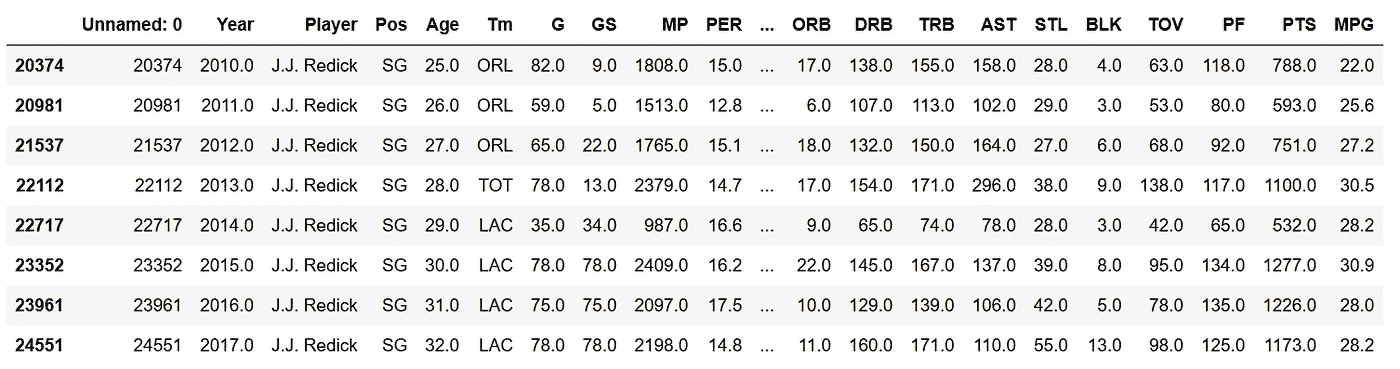 Unnamed: 0 Year Player Pos Age Tm G GS MP PER ... ORB DRB TRB AST STL BLK TOV PF PTS MPG
20374 20374 2010.0 J.J. Redick SG 25.0 ORL 82.0 9.0 1808.0 15.0 ... 17.0 138.0 155.0 158.0 28.0 4.0 63.0 118.0 788.0 22.0
20981 20981 2011.0 J.J. Redick SG 26.0 ORL 59.0 5.0 1513.0 12.8 ... 6.0 107.0 113.0 102.0 29.0 3.0 53.0 80.0 593.0 25.6
21537 21537 2012.0 J.J. Redick SG 27.0 ORL 65.0 22.0 1765.0 15.1 ... 18.0 132.0 150.0 164.0 27.0 6.0 68.0 92.0 751.0 27.2
22112 22112 2013.0 J.J. Redick SG 28.0 TOT 78.0 13.0 2379.0 14.7 ... 17.0 154.0 171.0 296.0 38.0 9.0 138.0 117.0 1100.0 30.5
22717 22717 2014.0 J.J. Redick SG 29.0 LAC 35.0 34.0 987.0 16.6 ... 9.0 65.0 74.0 78.0 28.0 3.0 42.0 65.0 532.0 28.2
23352 23352 2015.0 J.J. Redick SG 30.0 LAC 78.0 78.0 2409.0 16.2 ... 22.0 145.0 167.0 137.0 39.0 8.0 95.0 134.0 1277.0 30.9
23961 23961 2016.0 J.J. Redick SG 31.0 LAC 75.0 75.0 2097.0 17.5 ... 10.0 129.0 139.0 106.0 42.0 5.0 78.0 135.0 1226.0 28.0
24551 24551 2017.0 J.J. Redick SG 32.0 LAC 78.0 78.0 2198.0 14.8 ... 11.0 160.0 171.0 110.0 55.0 13.0 98.0 125.0 1173.0 28.2